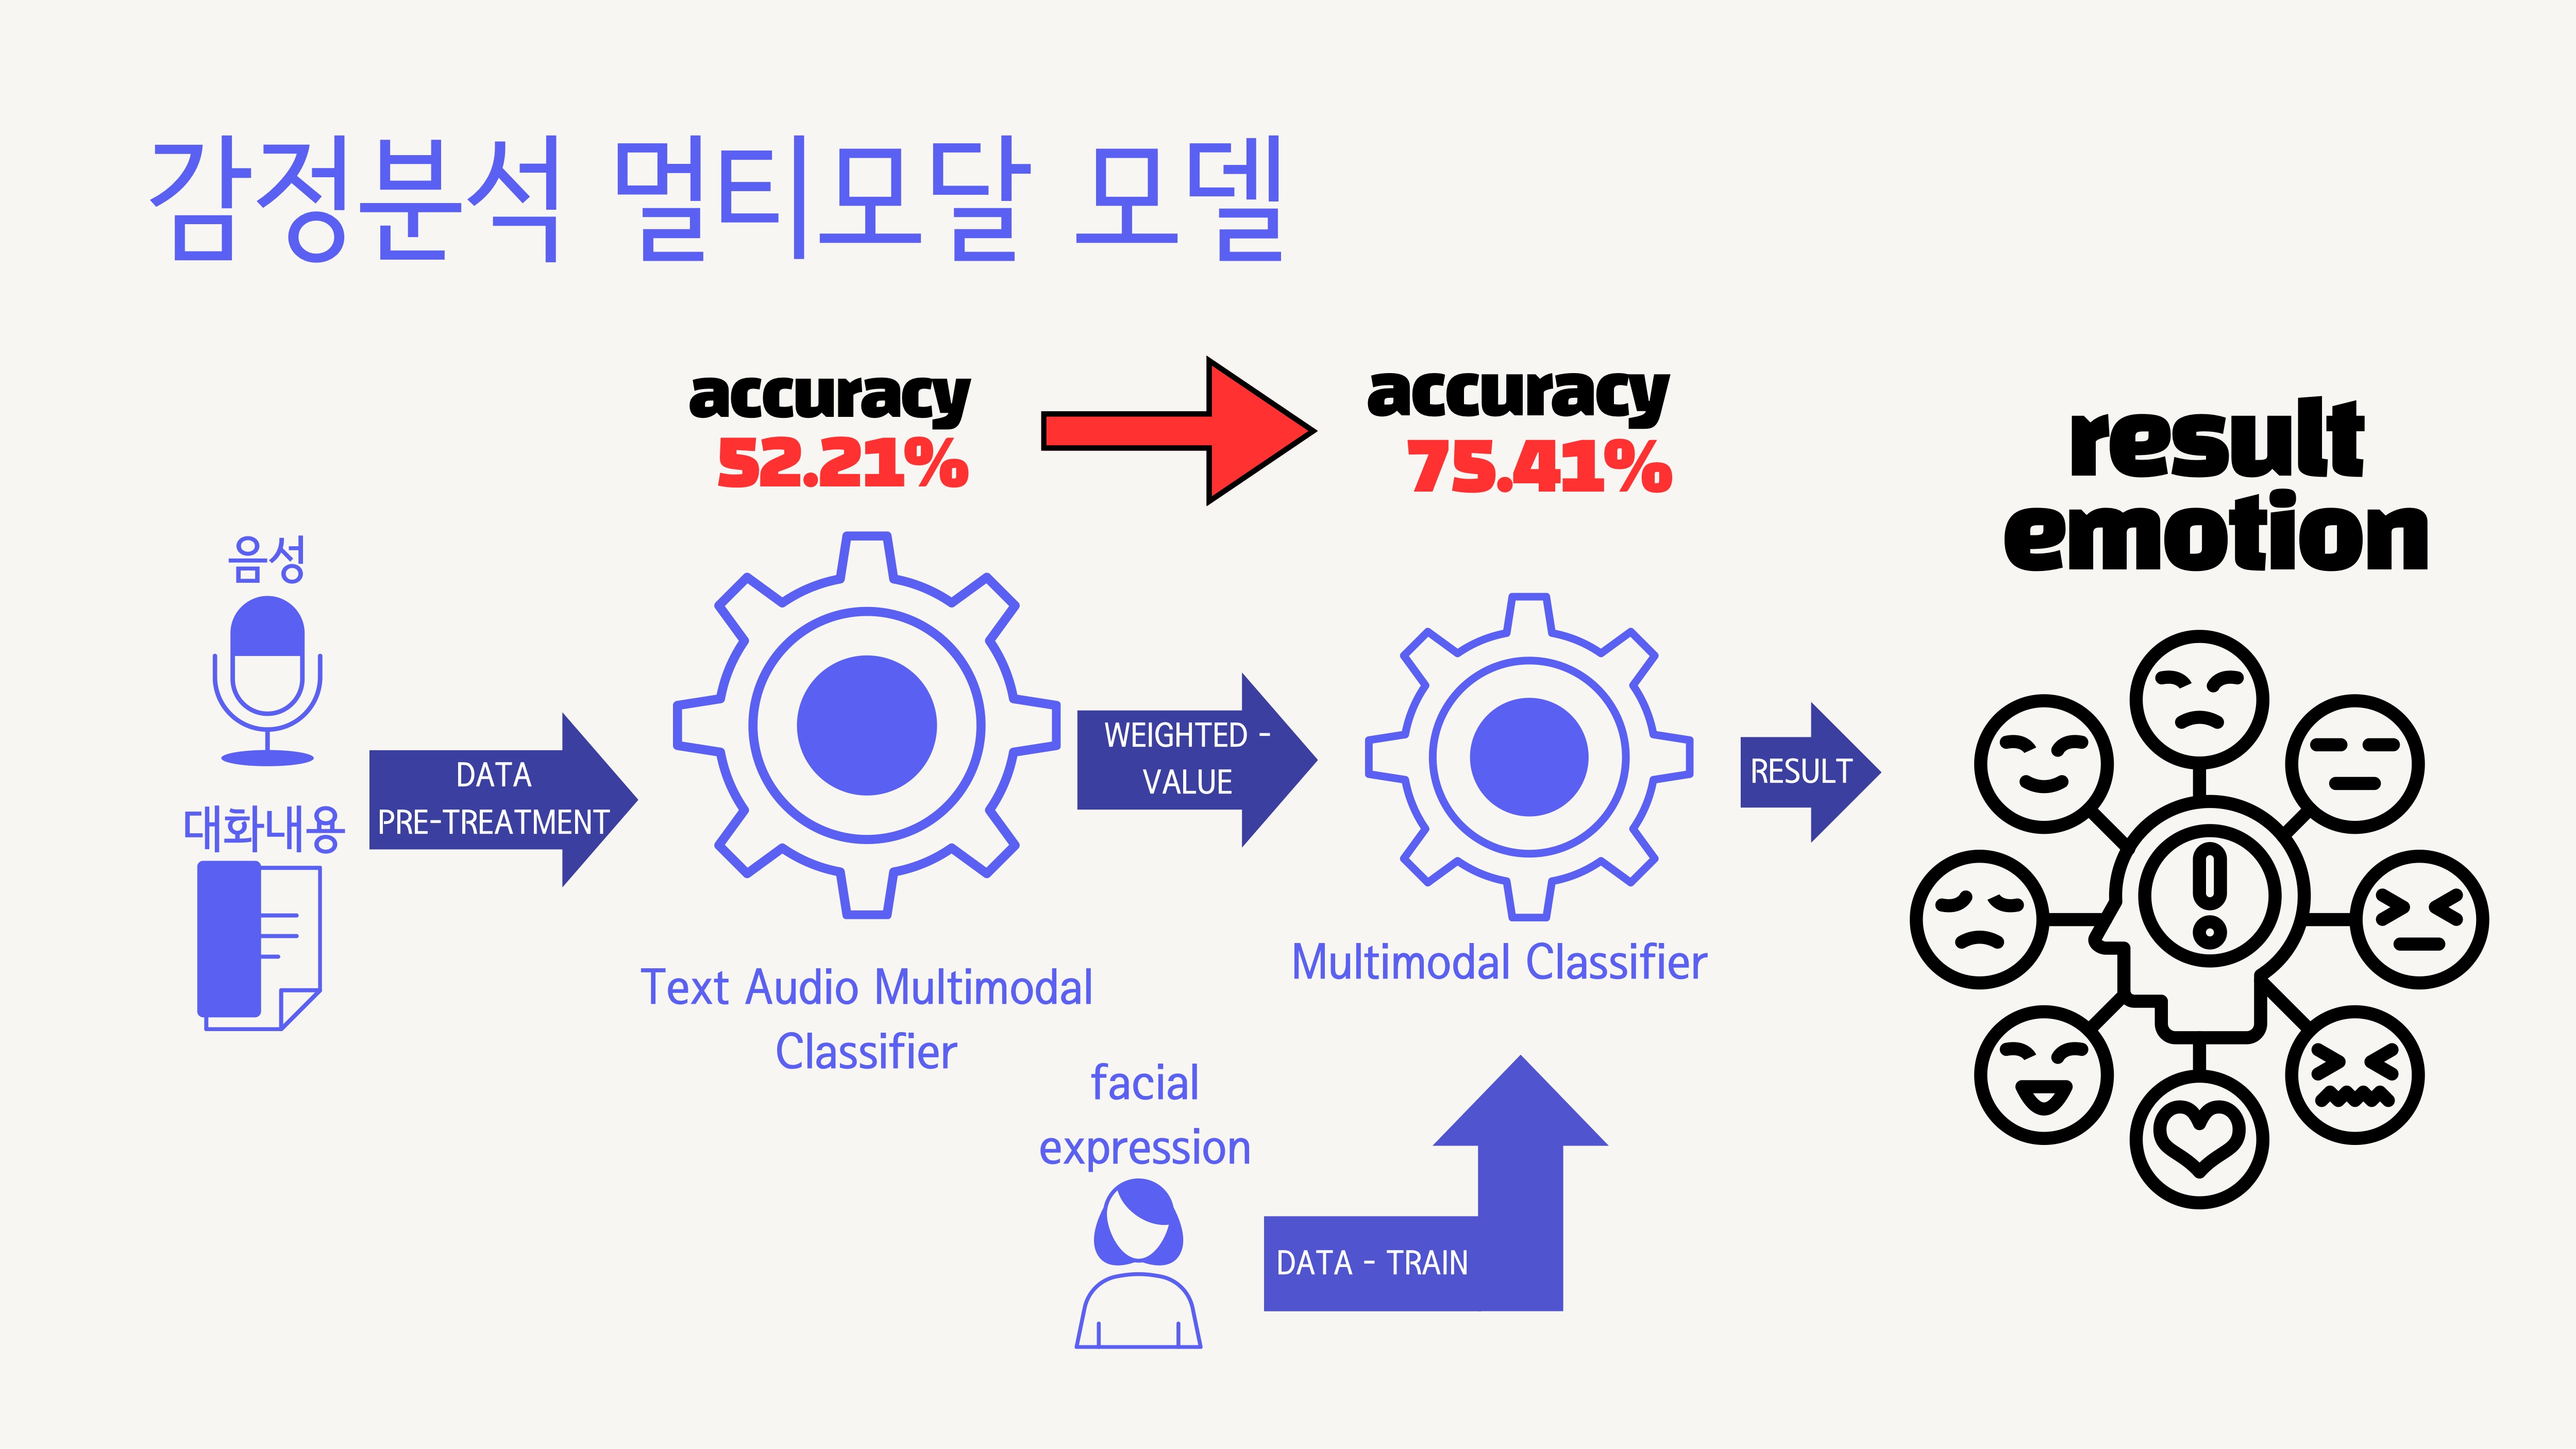 감정분석 멀티모달 모델
accuracy
52.21%
accuracy
75.41%
result
emotion
음성
대화내용
DATA
PRE-TREATMENT
WEIGHTED -
VALUE
RESULT
Text Audio Multimodal
Classifier
Multimodal Classifier
facial
expression
DATA - TRAIN